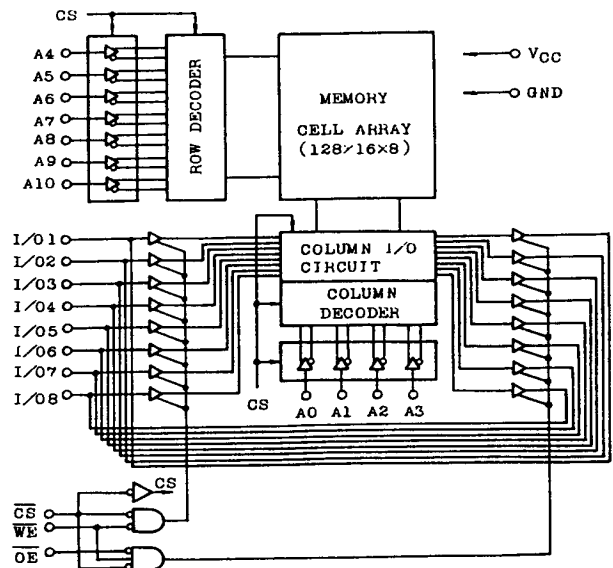 CS
A4
A5
A6
A7
A8
A9
A10
ROW DECODER
MEMORY
CELL ARRAY
(128×16×8)
VCC
GND
I/O1
I/O2
I/O3
I/O4
I/O5
I/O6
I/O7
I/O8
COLUMN I/O
CIRCUIT
COLUMN
DECODER
CS
A0 A1 A2 A3
CS
CS
WE
OE